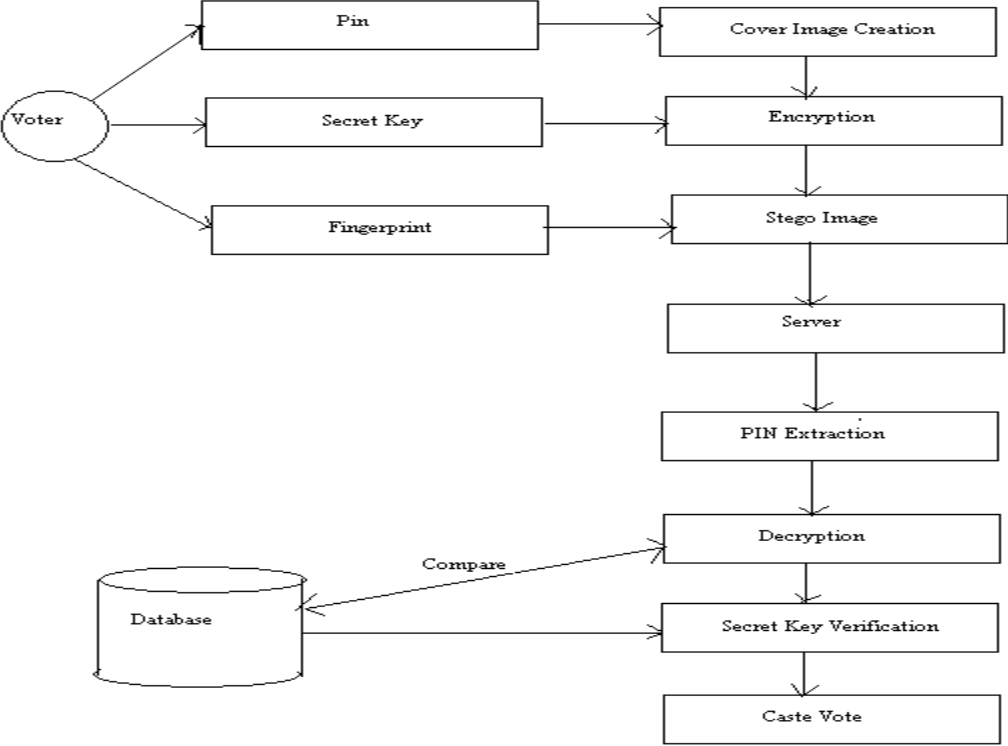 Pin
Cover Image Creation
Voter
Secret Key
Encryption
Fingerprint
Stego Image
Server
PIN Extraction
Decryption
Compare
Database
Secret Key Verification
Caste Vote